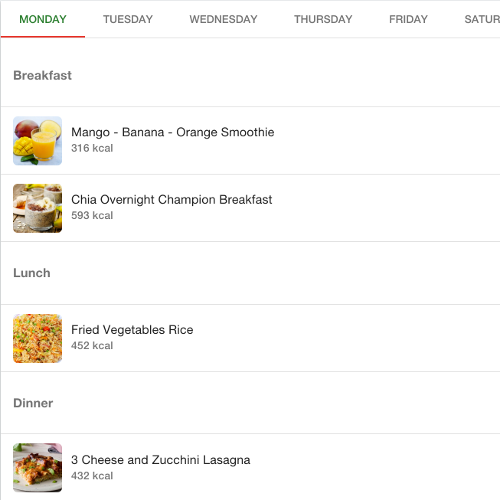 MONDAY TUESDAY WEDNESDAY THURSDAY FRIDAY SATUR
Breakfast
Mango - Banana - Orange Smoothie
316 kcal
Chia Overnight Champion Breakfast
593 kcal
Lunch
Fried Vegetables Rice
452 kcal
Dinner
3 Cheese and Zucchini Lasagna
432 kcal